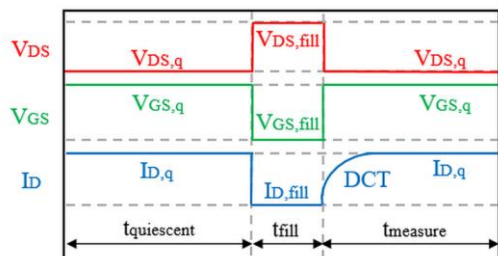 VDS
VDS,q VDS,fill VDS,q
VGS
VGS,q VGS,fill VGS,q
ID
ID,q ID,fill DCT ID,q
tquiescent tfill tmeasure